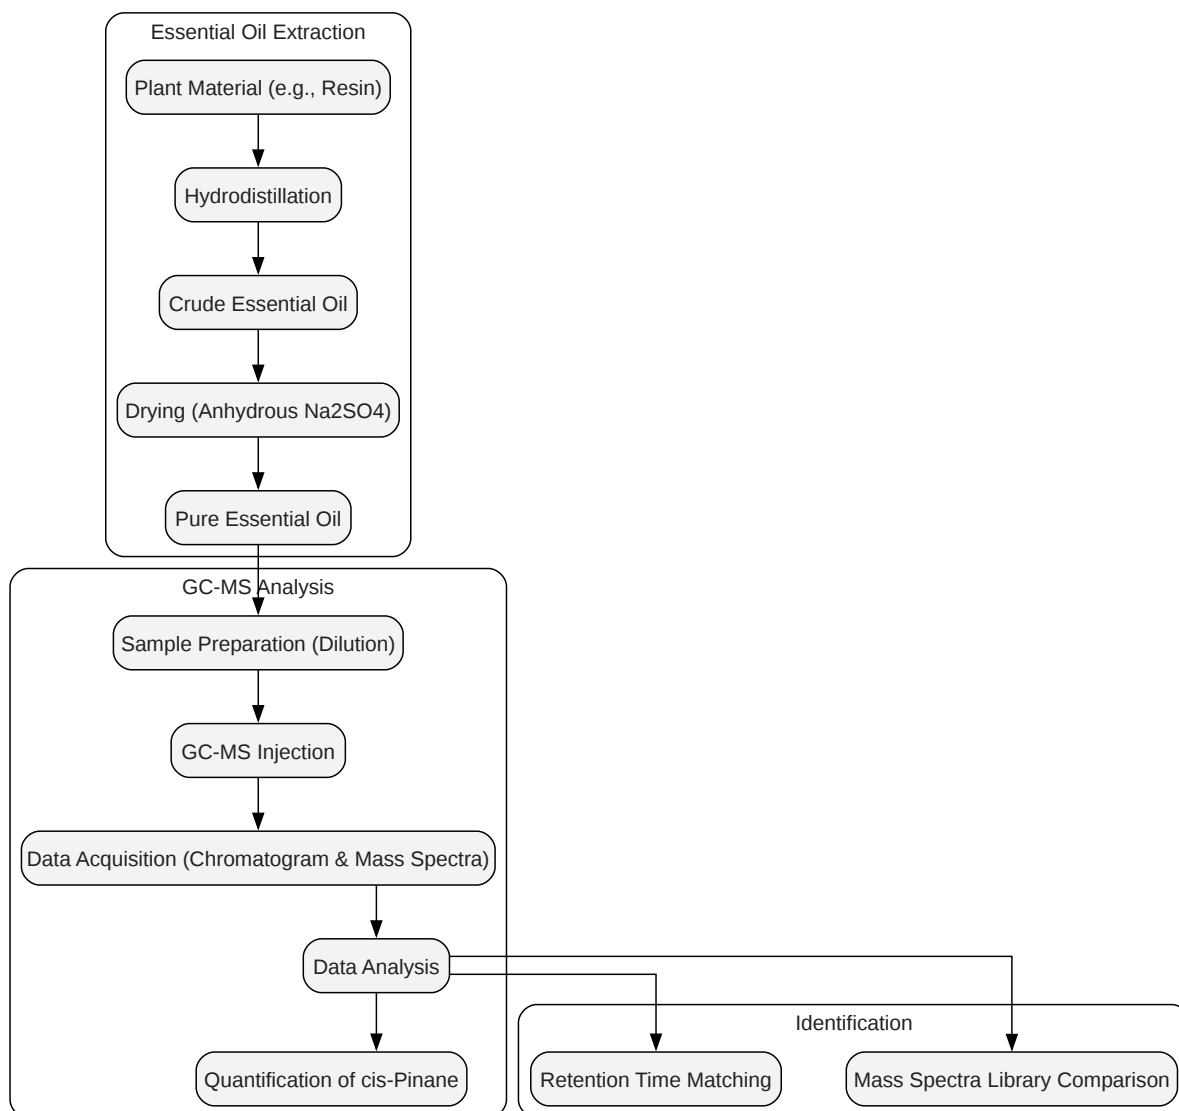 Essential Oil Extraction
Plant Material (e.g., Resin)
Hydrodistillation
Crude Essential Oil
Drying (Anhydrous Na2SO4)
Pure Essential Oil
GC-MS Analysis
Sample Preparation (Dilution)
GC-MS Injection
Data Acquisition (Chromatogram & Mass Spectra)
Data Analysis
Identification
Quantification of cis-Pinane
Retention Time Matching
Mass Spectra Library Comparison